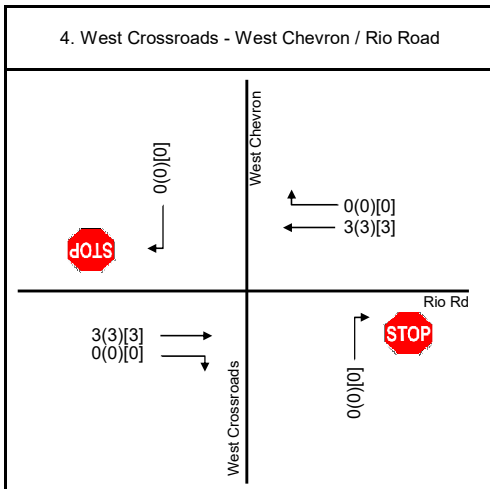 4. West Crossroads - West Chevron / Rio Road
West Chevron
0(0)[0]
0(0)[0]
3(3)[3]
STOP
Rio Rd
3(3)[3]
0(0)[0]
STOP
0(0)[0]
West Crossroads